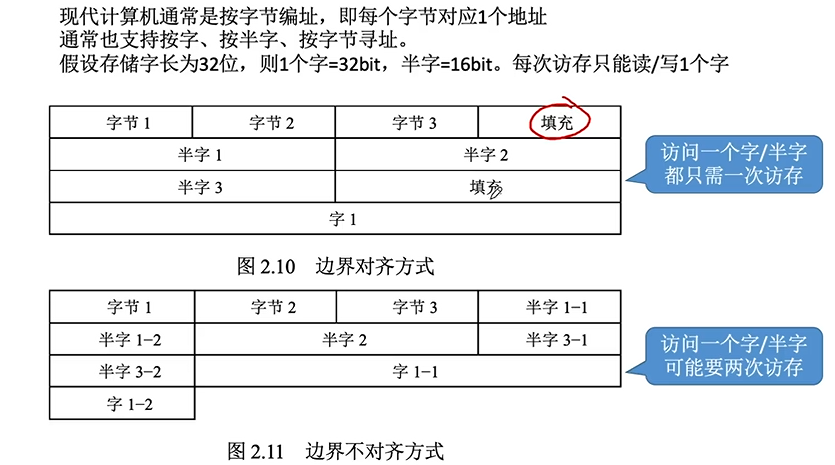 现代计算机通常是按字节编址，即每个字节对应1个地址
通常也支持按字、按半字、按字节寻址。
假设存储字长为32位，则1个字=32bit，半字=16bit。每次访存只能读/写1个字
字节 1 字节 2 字节 3 填充
半字 1 半字 2
半字 3 填充
字 1
访问一个字/半字
都只需一次访存
图 2.10 边界对齐方式
字节 1 字节 2 字节 3 半字 1-1
半字 1-2 半字 2 半字 3-1
半字 3-2 字 1-1
字 1-2
访问一个字/半字
可能要两次访存
图 2.11 边界不对齐方式